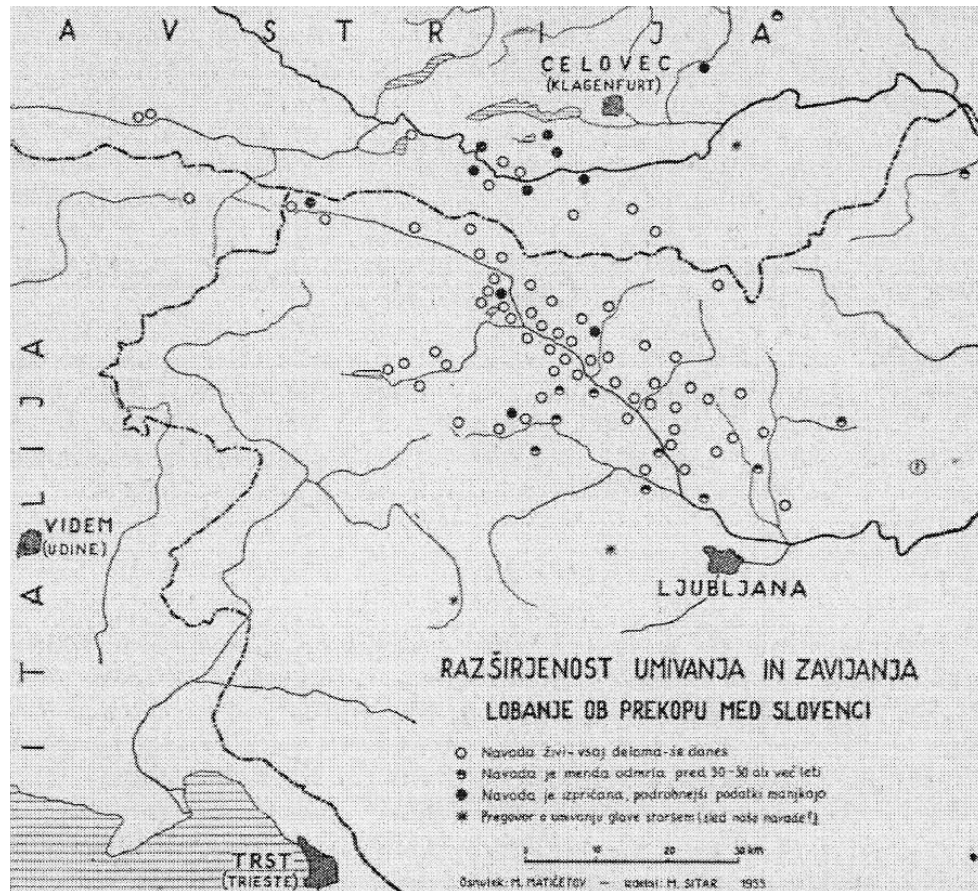 AVSTRIJA
CELOVEC
(KLAGENFURT)
ITALIJA
VIDEM
(UDINE)
LJUBLJANA
RAZŠIRJENOST UMIVANJA IN ZAVIJANJA
LOBANJE OB PREKOPU MED SLOVENCI
Navada živi-vsaj deloma-še danes
Navada je menda odmrla pred 30-50 ali več leti
Navada je izpričana, podrobnejši podatki manjkajo
Pregovor o umivanju glave staršem (sled naše navade?)
0 10 20 30 km
TRST
(TRIESTE)
Osnutek: M. MATIČETOV — Izdelal: M. SITAR 1955